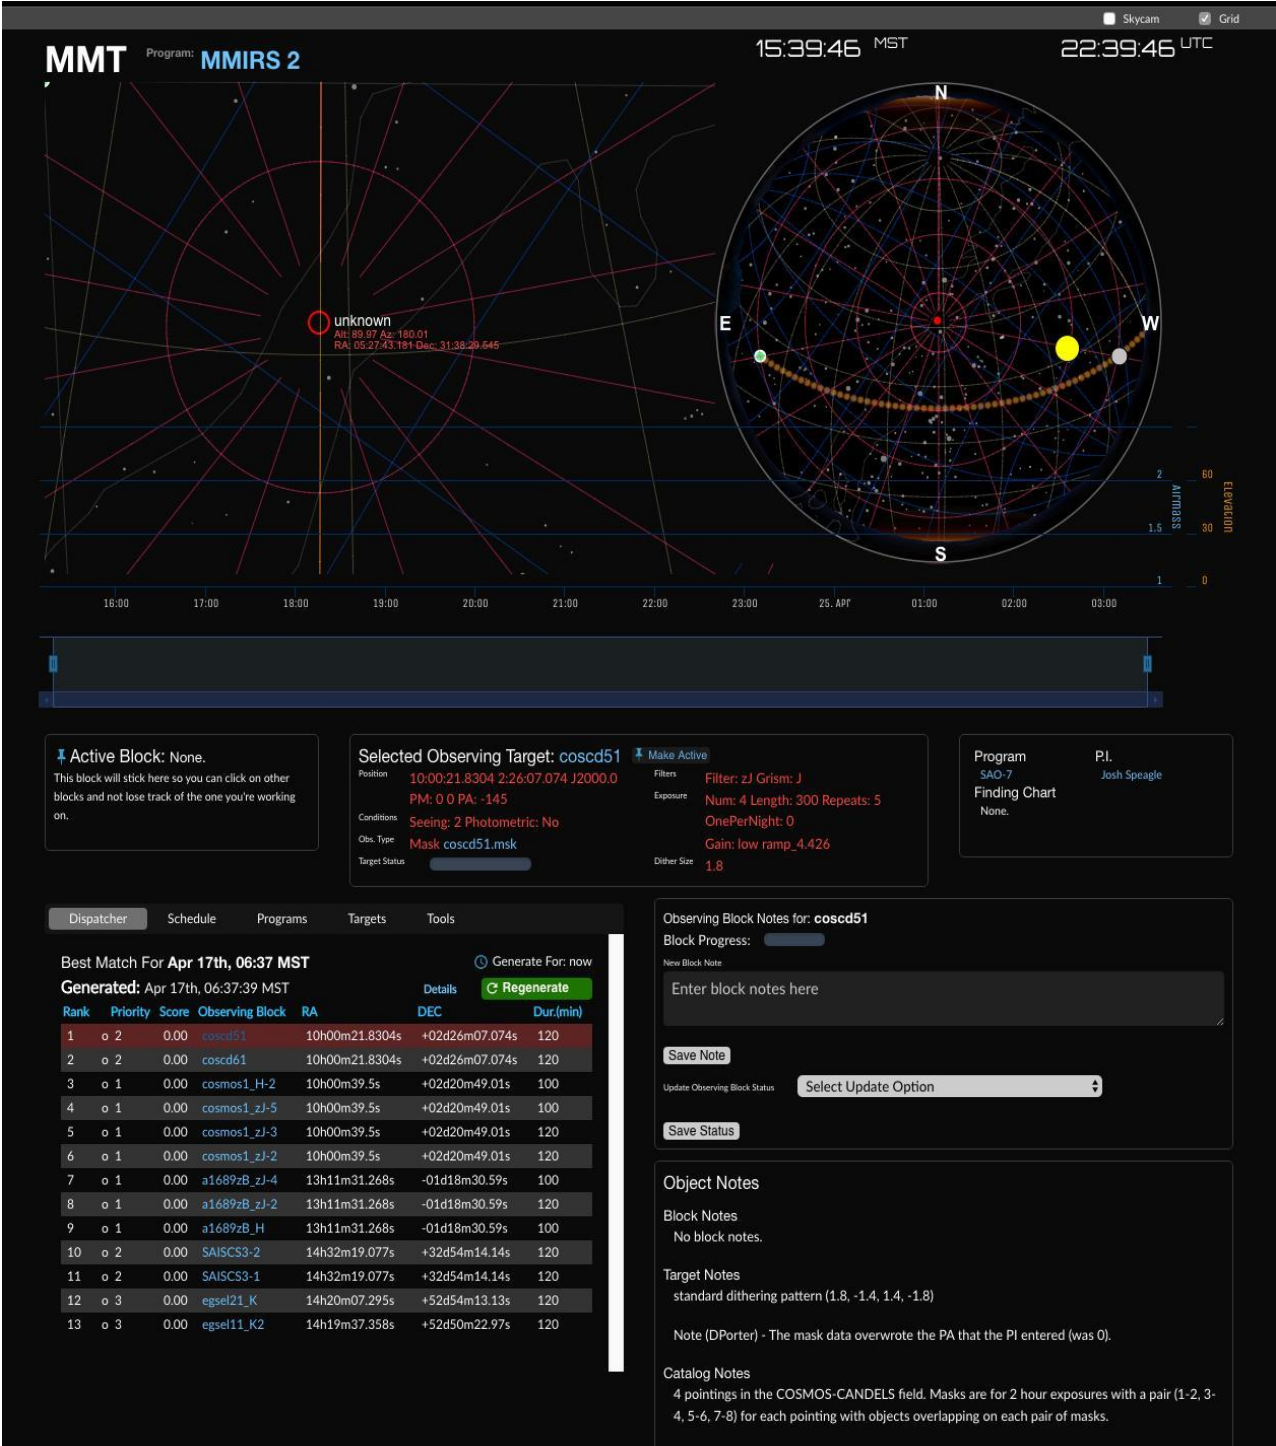 Skycam Grid
MMT Program: MMIRS 2
15:39:46 MST 22:39:46 UTC
N
unknown
Alt: 89.97 Az: 180.01
RA: 05:27:43.181 Dec: 31:38:29.545
E
W
S
2 60
1.5 30
1 0
Airmass
Elevation
16:00 17:00 18:00 19:00 20:00 21:00 22:00 23:00 25. Apr 01:00 02:00 03:00
Active Block: None.
This block will stick here so you can click on other
blocks and not lose track of the one you're working
on.
Selected Observing Target: coscd51 Make Active
Position 10:00:21.8304 2:26:07.074 J2000.0
PM: 0 0 PA: -145
Conditions Seeing: 2 Photometric: No
Obs. Type Mask coscd51.msk
Target Status
Filters Filter: zJ Grism: J
Exposure Num: 4 Length: 300 Repeats: 5
OnePerNight: 0
Gain: low ramp_4.426
Dither Size 1.8
Program P.I.
SAO-7 Josh Speagle
Finding Chart
None.
Dispatcher Schedule Programs Targets Tools
Best Match For Apr 17th, 06:37 MST Generate For: now
Generated: Apr 17th, 06:37:39 MST Details Regenerate
Rank Priority Score Observing Block RA DEC Dur.(min)
1 o 2 0.00 coscd51 10h00m21.8304s +02d26m07.074s 120
2 o 2 0.00 coscd61 10h00m21.8304s +02d26m07.074s 120
3 o 1 0.00 cosmos1_H-2 10h00m39.5s +02d20m49.01s 100
4 o 1 0.00 cosmos1_zJ-5 10h00m39.5s +02d20m49.01s 100
5 o 1 0.00 cosmos1_zJ-3 10h00m39.5s +02d20m49.01s 120
6 o 1 0.00 cosmos1_zJ-2 10h00m39.5s +02d20m49.01s 120
7 o 1 0.00 a1689zB_zJ-4 13h11m31.268s -01d18m30.59s 100
8 o 1 0.00 a1689zB_zJ-2 13h11m31.268s -01d18m30.59s 120
9 o 1 0.00 a1689zB_H 13h11m31.268s -01d18m30.59s 100
10 o 2 0.00 SAISCS3-2 14h32m19.077s +32d54m14.14s 120
11 o 2 0.00 SAISCS3-1 14h32m19.077s +32d54m14.14s 120
12 o 3 0.00 egsel21_K 14h20m07.295s +52d54m13.13s 120
13 o 3 0.00 egsel11_K2 14h19m37.358s +52d50m22.97s 120
Observing Block Notes for: coscd51
Block Progress:
New Block Note
Enter block notes here
Save Note
Update Observing Block Status Select Update Option
Save Status
Object Notes
Block Notes
No block notes.
Target Notes
standard dithering pattern (1.8, -1.4, 1.4, -1.8)
Note (DPorter) - The mask data overwrote the PA that the PI entered (was 0).
Catalog Notes
4 pointings in the COSMOS-CANDELS field. Masks are for 2 hour exposures with a pair (1-2, 3-
4, 5-6, 7-8) for each pointing with objects overlapping on each pair of masks.